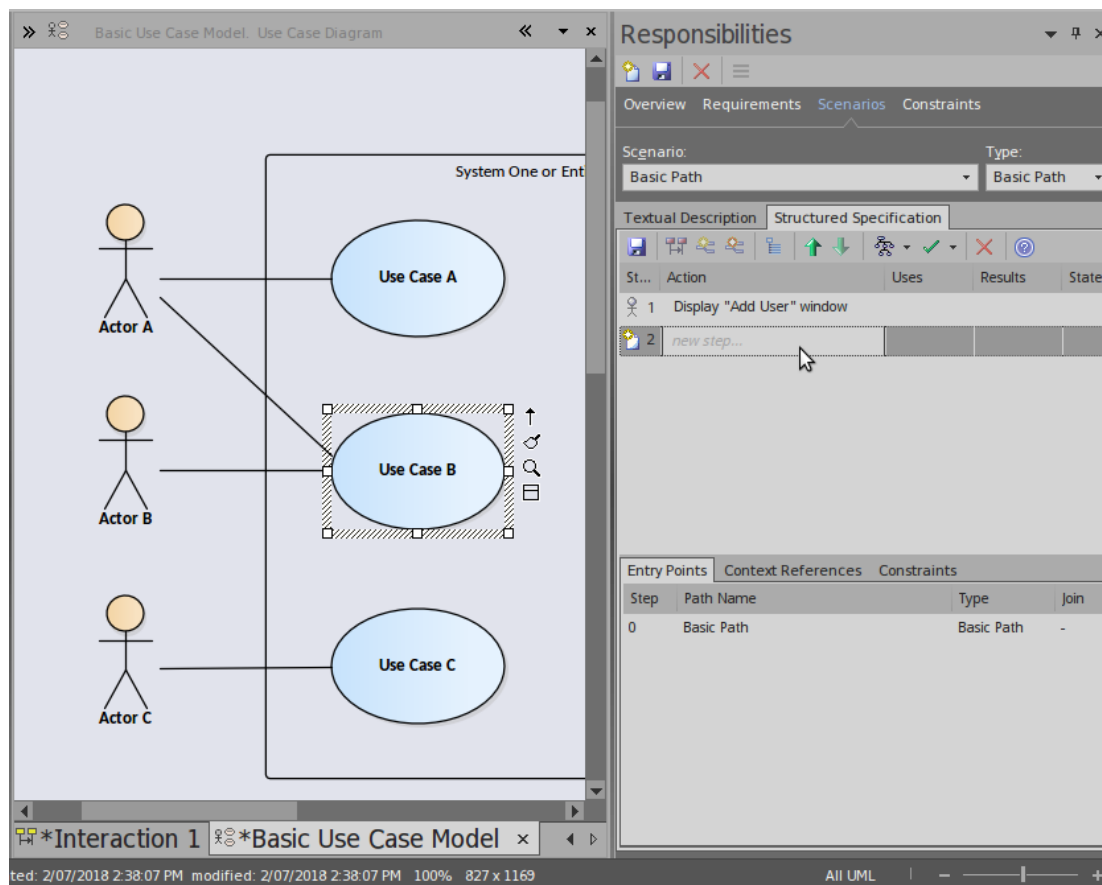 Basic Use Case Model. Use Case Diagram
System One or Enti
Use Case A
Actor A
Use Case B
Actor B
Use Case C
Actor C
*Interaction 1 *Basic Use Case Model
ted: 2/07/2018 2:38:07 PM modified: 2/07/2018 2:38:07 PM 100% 827 x 1169
All UML
Responsibilities
Overview Requirements Scenarios Constraints
Scenario: Type:
Basic Path Basic Path
Textual Description Structured Specification
St... Action Uses Results State
1 Display "Add User" window
2 new step...
Entry Points Context References Constraints
Step Path Name Type Join
0 Basic Path Basic Path -